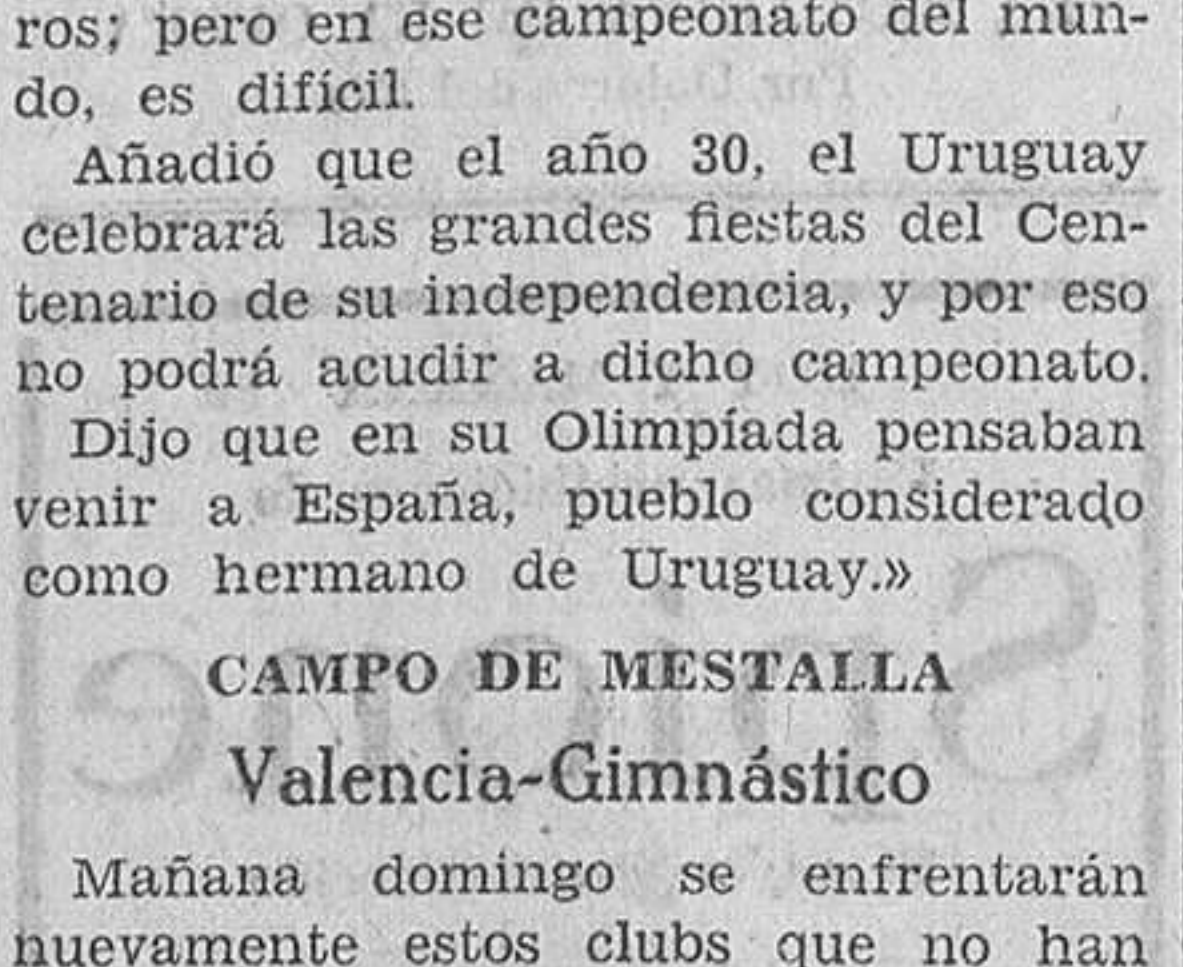 ros; pero en ese campeonato del mun-
do, es difícil.
Añadió que el año 30, el Uruguay
celebrará las grandes fiestas del Cen-
tenario de su independencia, y por eso
no podrá acudir a dicho campeonato.
Dijo que en su Olimpíada pensaban
venir a España, pueblo considerado
como hermano de Uruguay.»
CAMPO DE MESTALLA
Valencia-Gimnástico
Mañana domingo se enfrentarán
nuevamente estos clubs que no han